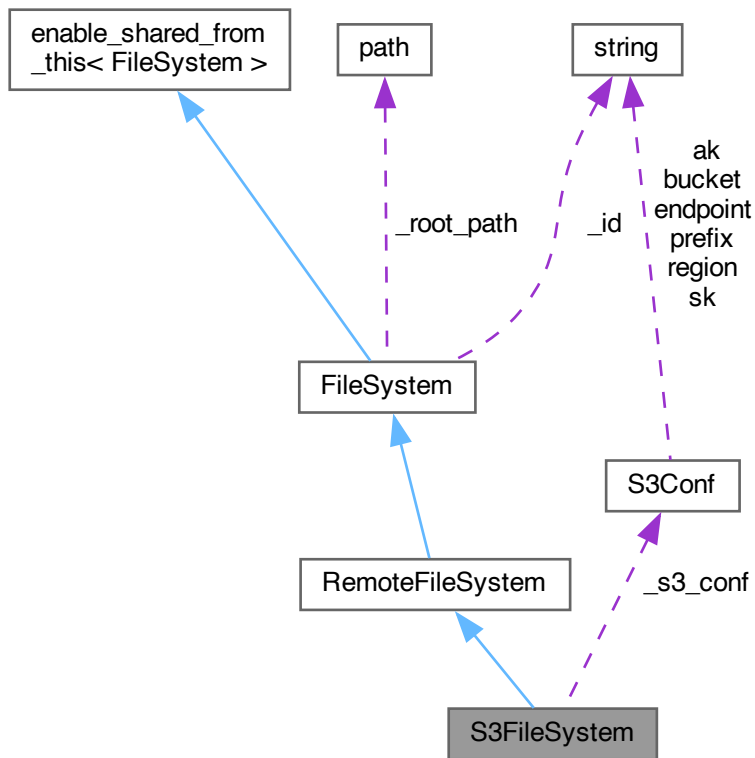 enable_shared_from
_this< FileSystem >
path
string
ak
bucket
endpoint
prefix
region
sk
_root_path
_id
FileSystem
S3Conf
RemoteFileSystem
_s3_conf
S3FileSystem